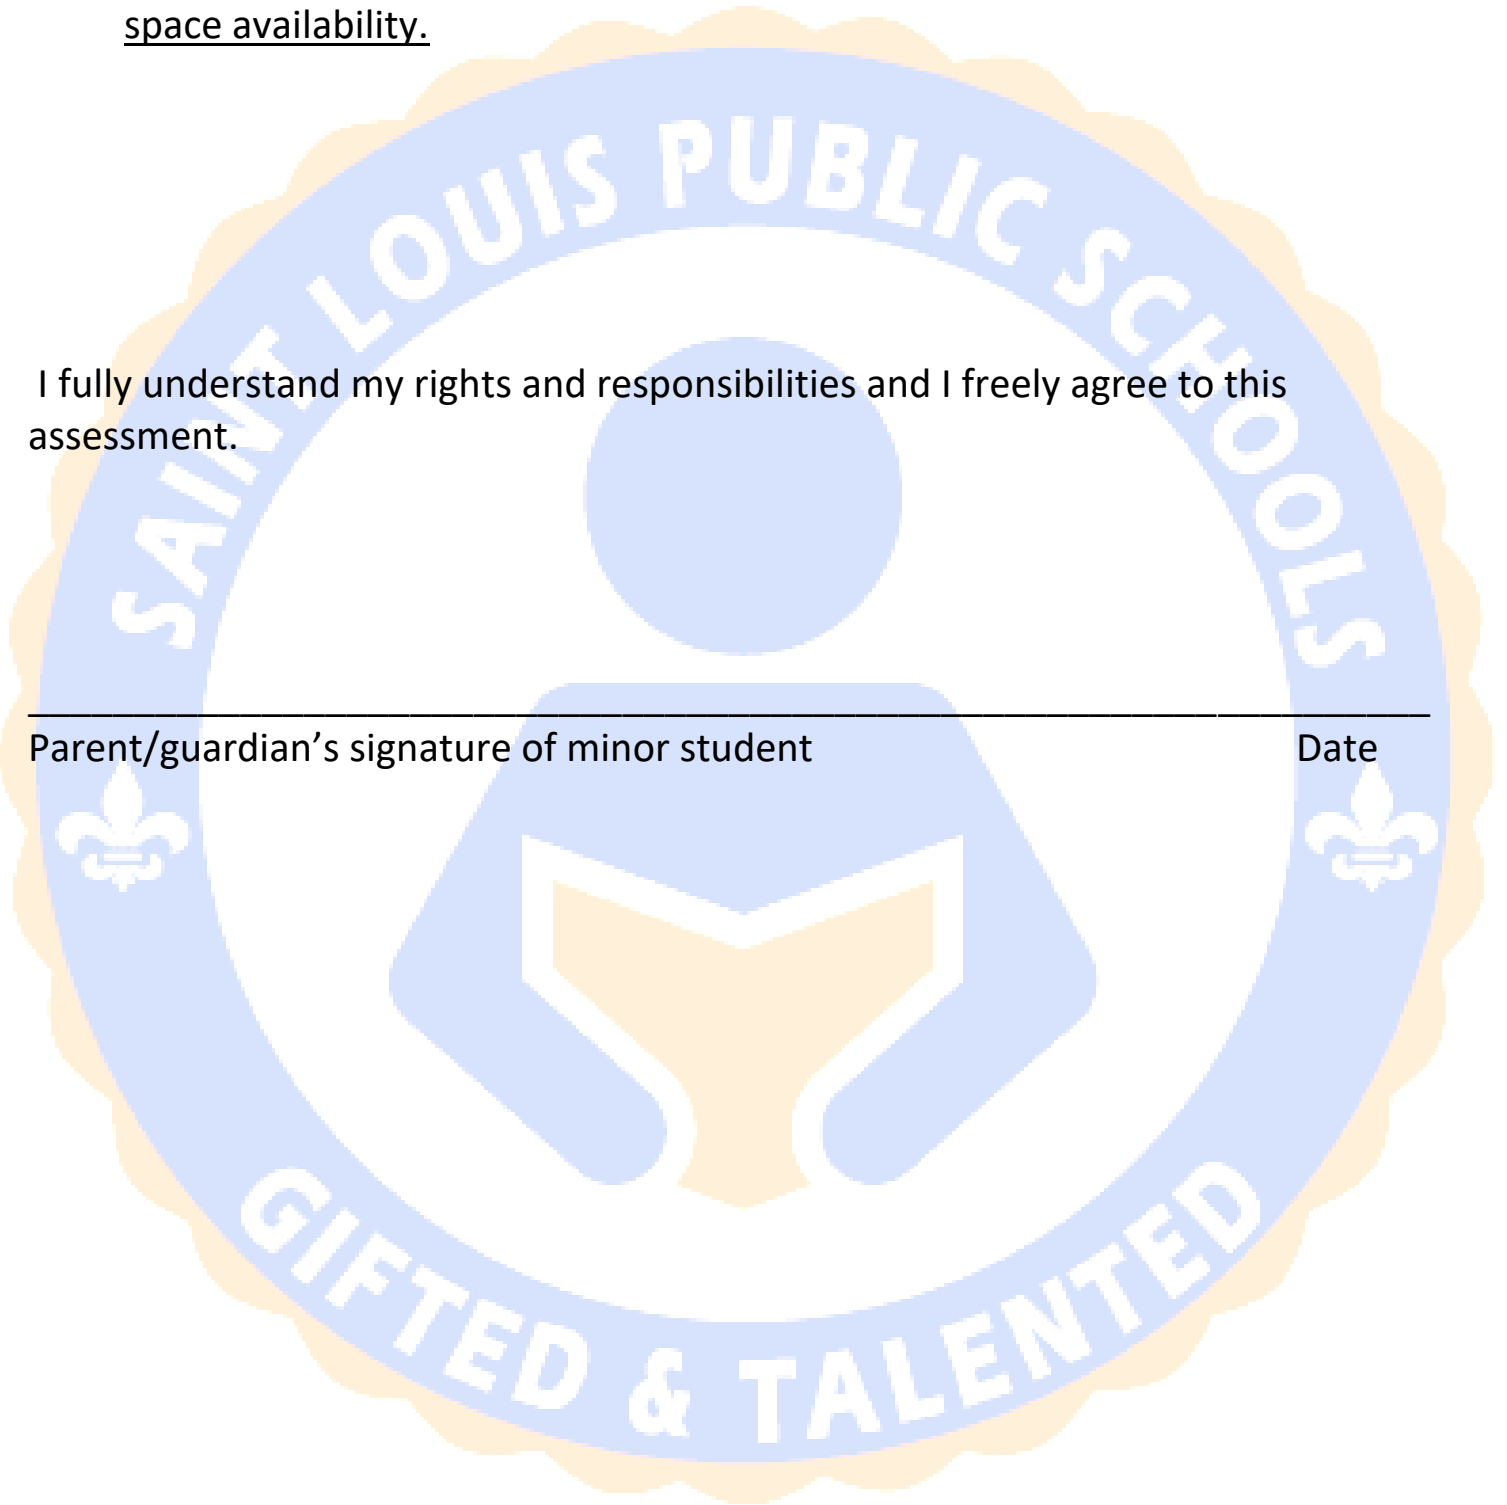 space availability.
SAINT LOUIS PUBLIC SCHOOLS
I fully understand my rights and responsibilities and I freely agree to this
assessment.
Parent/guardian’s signature of minor student Date
GIFTED & TALENTED